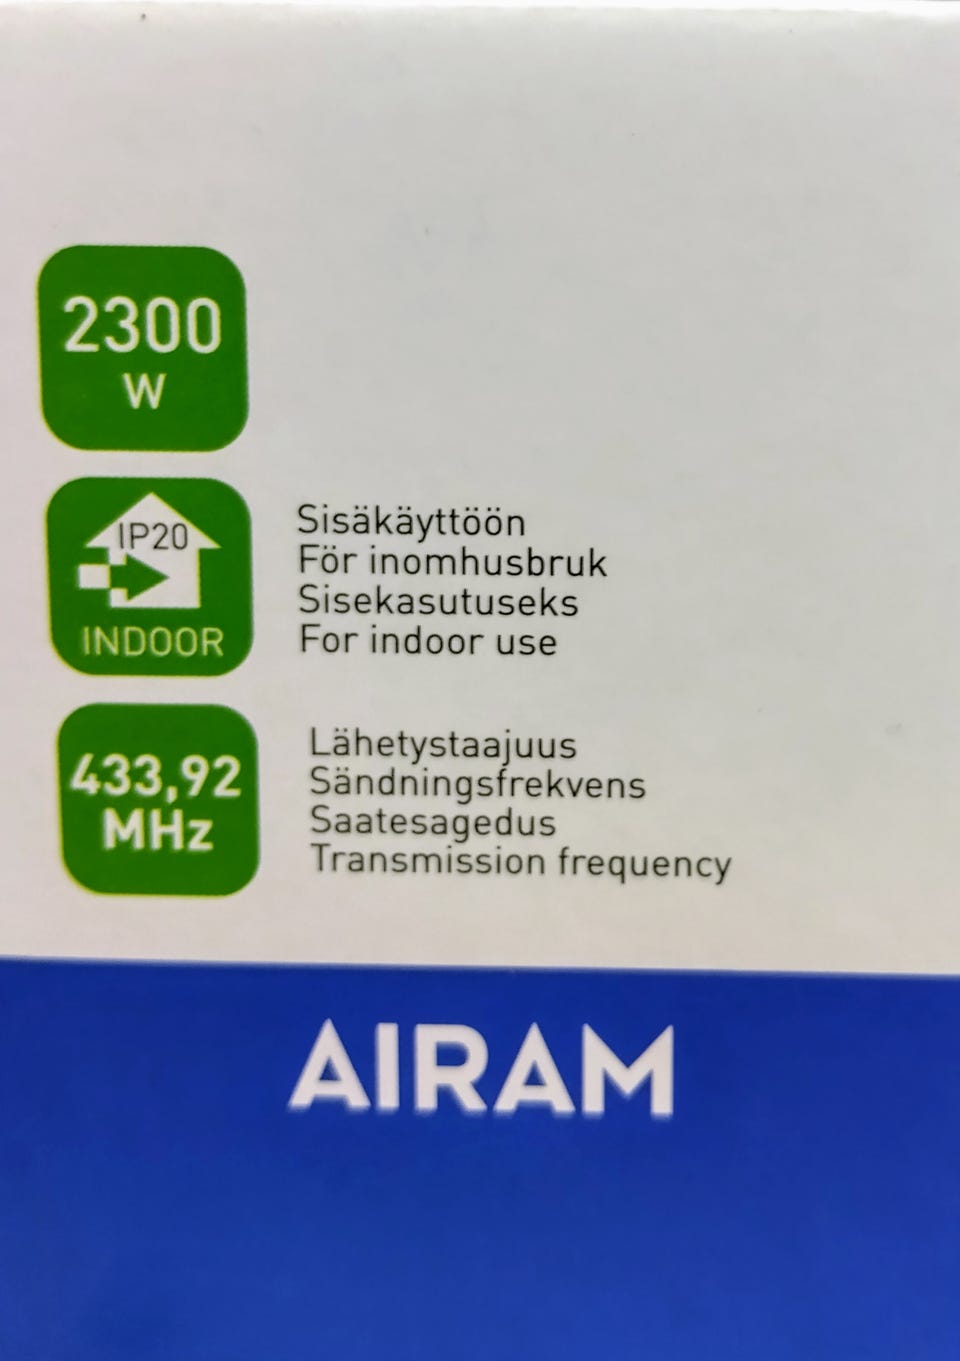 2300
W
IP20
INDOOR
Sisäkäyttöön
För inomhusbruk
Sisekasutuseks
For indoor use
433,92
MHz
Lähetystaajuus
Sändningsfrekvens
Saatesagedus
Transmission frequency
AIRAM